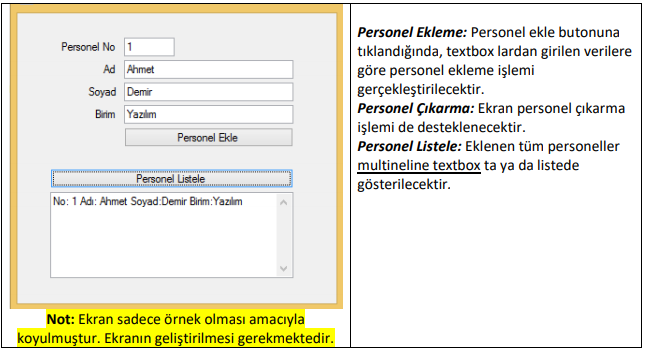 Personel No 1
Ad Ahmet
Soyad Demir
Birim Yazılım
Personel Ekle
Personel Listele
No: 1 Adı: Ahmet Soyad:Demir Birim:Yazılım
Not: Ekran sadece örnek olması amacıyla
koyulmuştur. Ekranın geliştirilmesi gerekmektedir.
Personel Ekleme: Personel ekle butonuna
tıklandığında, textbox lardan girilen verilere
göre personel ekleme işlemi
gerçekleştirilecektir.
Personel Çıkarma: Ekran personel çıkarma
işlemi de desteklenecektir.
Personel Listele: Eklenen tüm personeller
multineline textbox ta ya da listede
gösterilecektir.